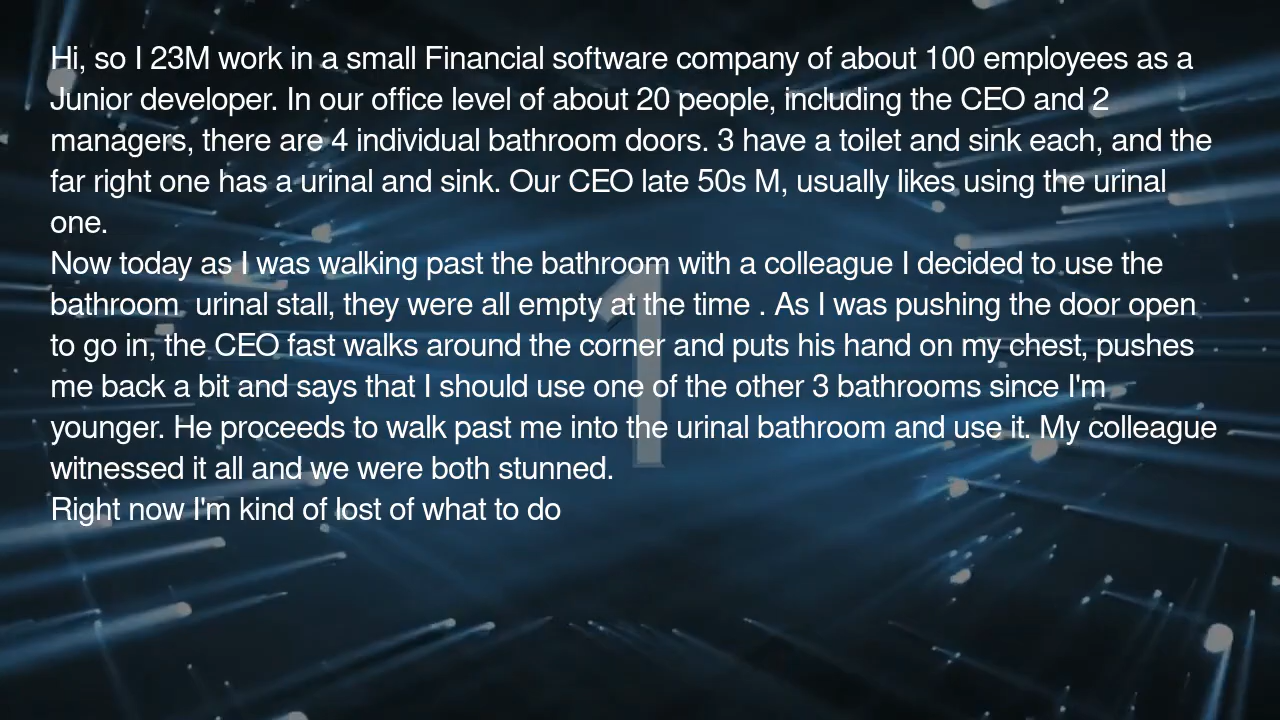 Hi, so I 23M work in a small Financial software company of about 100 employees as a
Junior developer. In our office level of about 20 people, including the CEO and 2
managers, there are 4 individual bathroom doors. 3 have a toilet and sink each, and the
far right one has a urinal and sink. Our CEO late 50s M, usually likes using the urinal
one.
Now today as I was walking past the bathroom with a colleague I decided to use the
bathroom  urinal stall, they were all empty at the time . As I was pushing the door open
to go in, the CEO fast walks around the corner and puts his hand on my chest, pushes
me back a bit and says that I should use one of the other 3 bathrooms since I'm
younger. He proceeds to walk past me into the urinal bathroom and use it. My colleague
witnessed it all and we were both stunned.
Right now I'm kind of lost of what to do
1